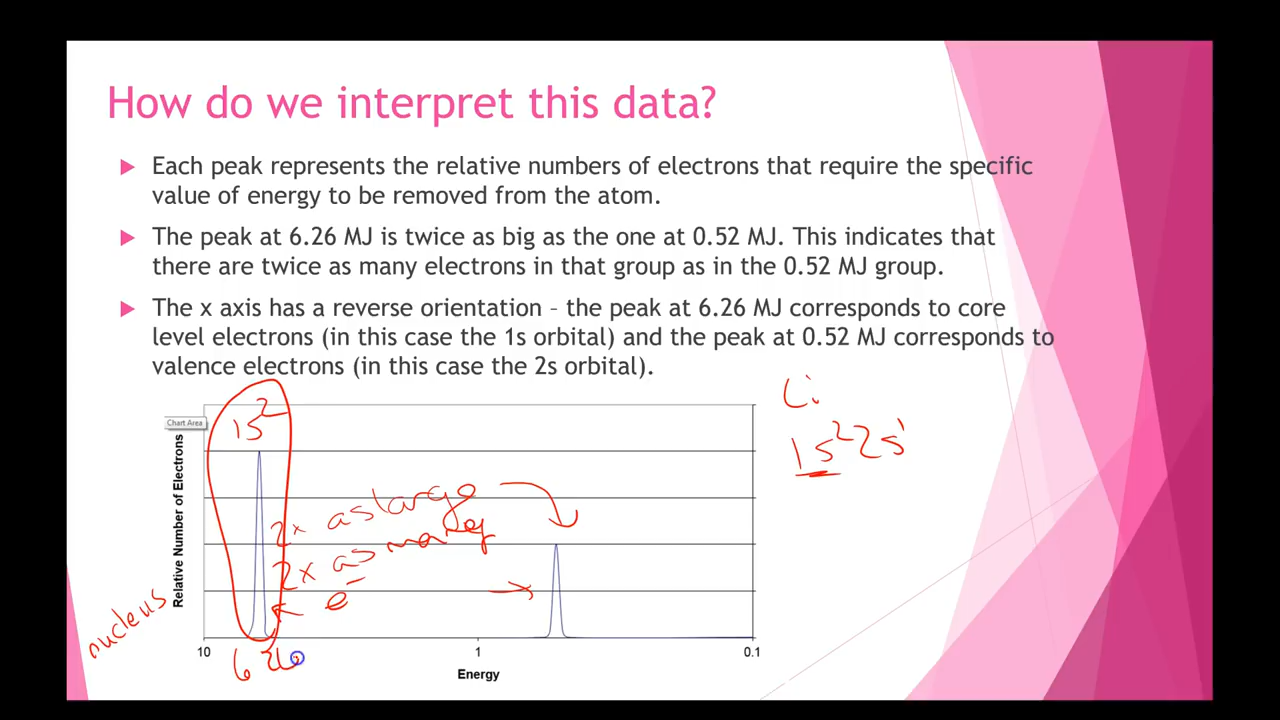 How do we interpret this data?
Each peak represents the relative numbers of electrons that require the specific
value of energy to be removed from the atom.
The peak at 6.26 MJ is twice as big as the one at 0.52 MJ. This indicates that
there are twice as many electrons in that group as in the 0.52 MJ group.
The x axis has a reverse orientation – the peak at 6.26 MJ corresponds to core
level electrons (in this case the 1s orbital) and the peak at 0.52 MJ corresponds to
valence electrons (in this case the 2s orbital).
Li
1s²2s¹
1s²
Chart Area
Relative Number of Electrons
2x as large
2x as many
e⁻
nucleus
10
1
0.1
6 26
Energy